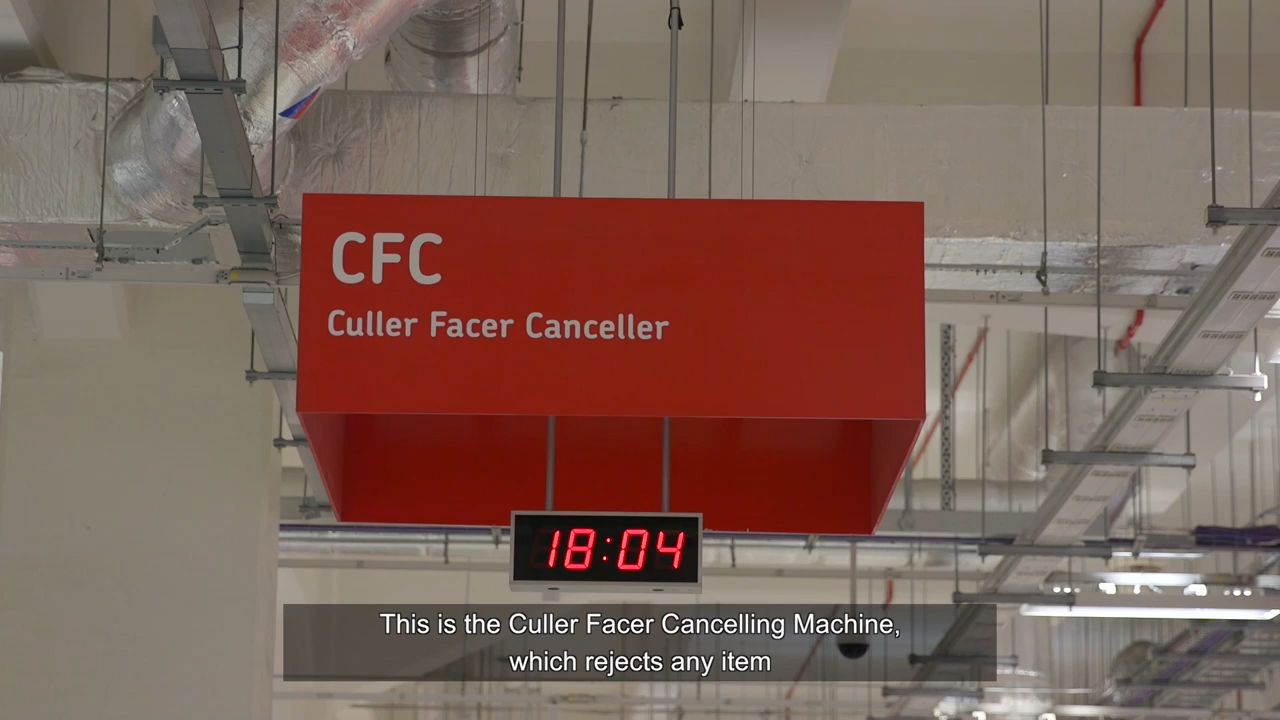 CFC
Culler Facer Canceller
18:04
This is the Culler Facer Cancelling Machine,
which rejects any item